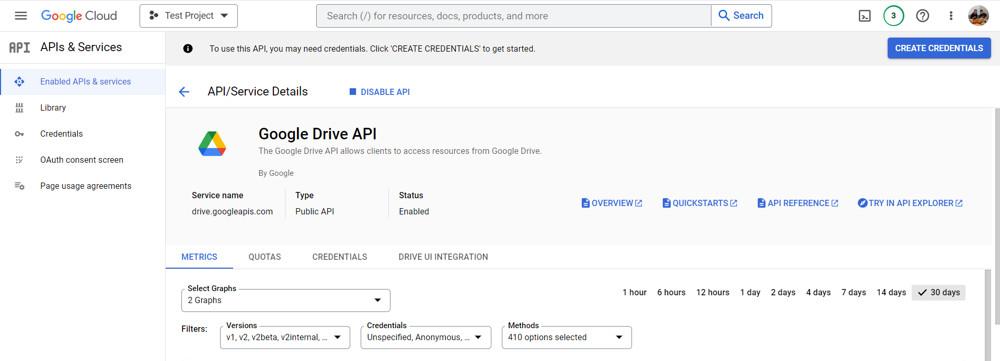 Google Cloud
Test Project
Search (/) for resources, docs, products, and more
Search
3
API
APIs & Services
To use this API, you may need credentials. Click 'CREATE CREDENTIALS' to get started.
CREATE CREDENTIALS
Enabled APIs & services
Library
Credentials
OAuth consent screen
Page usage agreements
API/Service Details
DISABLE API
Google Drive API
The Google Drive API allows clients to access resources from Google Drive.
By Google
Service name
drive.googleapis.com
Type
Public API
Status
Enabled
OVERVIEW
QUICKSTARTS
API REFERENCE
TRY IN API EXPLORER
METRICS
QUOTAS
CREDENTIALS
DRIVE UI INTEGRATION
Select Graphs
2 Graphs
1 hour
6 hours
12 hours
1 day
2 days
4 days
7 days
14 days
30 days
Filters:
Versions
v1, v2, v2beta, v2internal, ...
Credentials
Unspecified, Anonymous, ...
Methods
410 options selected